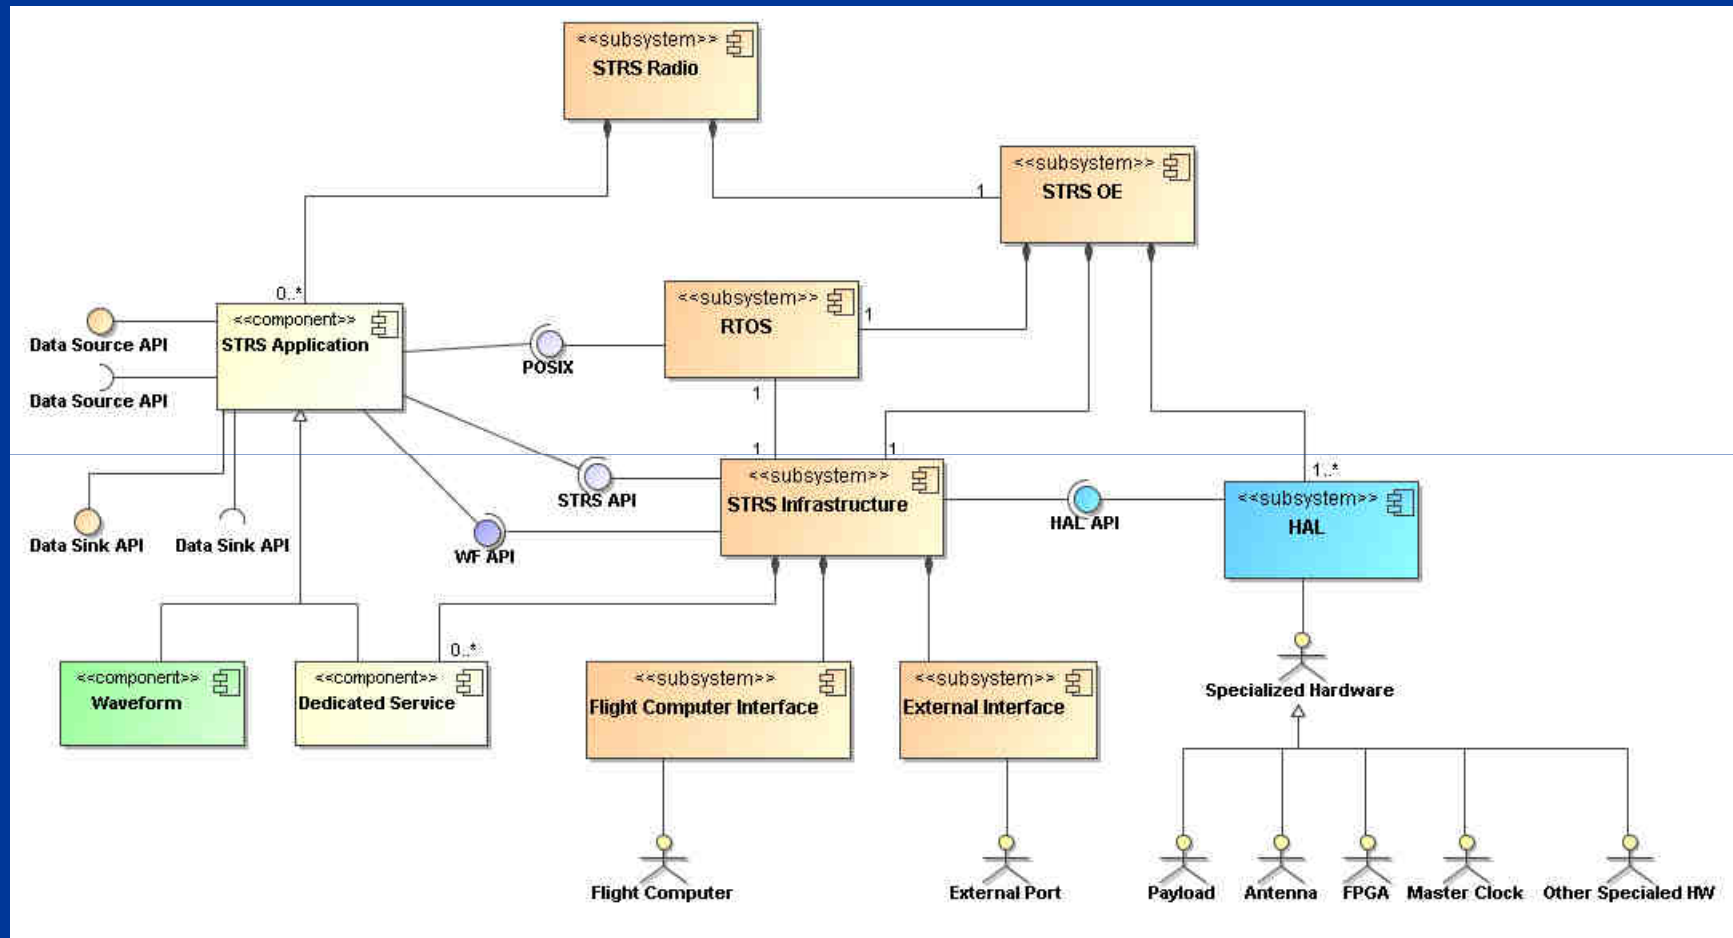 <<subsystem>>
STRS Radio
<<subsystem>>
STRS OE
1
0..*
<<subsystem>>
RTOS
1
<<component>>
STRS Application
Data Source API
POSIX
Data Source API
1
1
1
<<subsystem>>
STRS Infrastructure
STRS API
1..*
<<subsystem>>
HAL
HAL API
Data Sink API
Data Sink API
WF API
0..*
<<component>>
Waveform
<<component>>
Dedicated Service
<<subsystem>>
Flight Computer Interface
<<subsystem>>
External Interface
Specialized Hardware
Flight Computer
External Port
Payload
Antenna
FPGA
Master Clock
Other Specialed HW